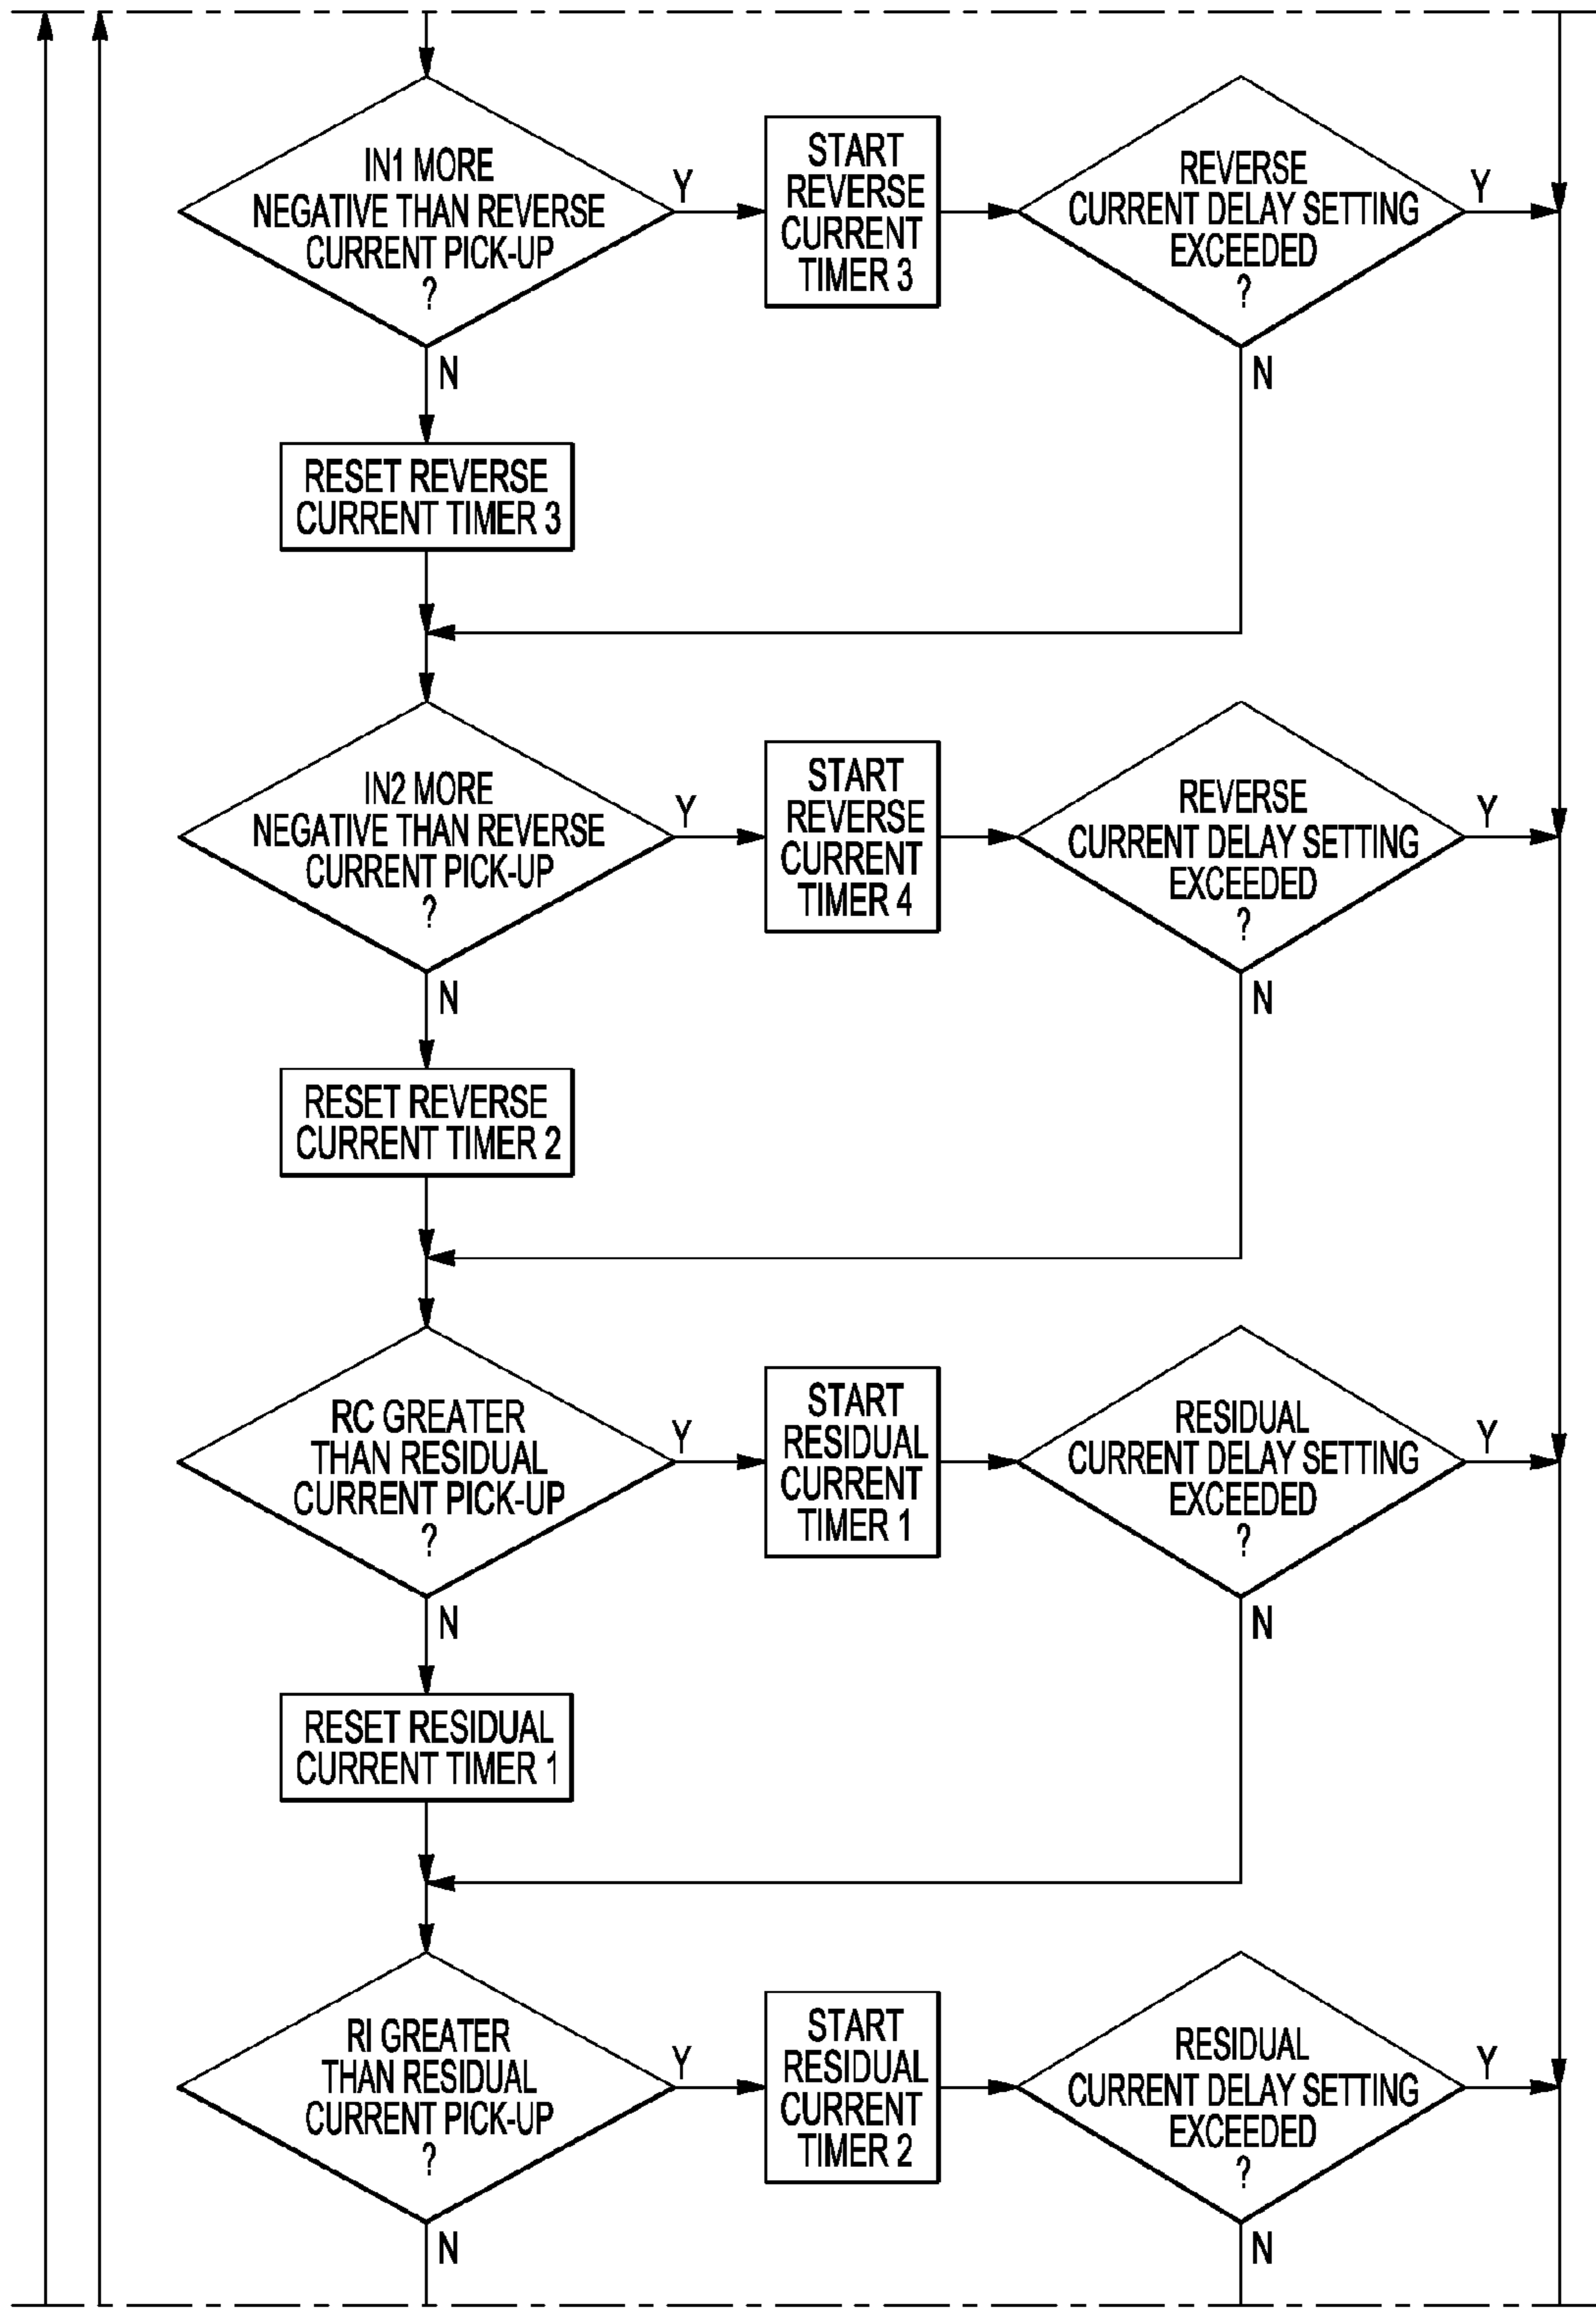 IN1 MORE
NEGATIVE THAN REVERSE
CURRENT PICK-UP
?
Y
START
REVERSE
CURRENT
TIMER 3
REVERSE
CURRENT DELAY SETTING
EXCEEDED
?
Y
N
N
RESET REVERSE
CURRENT TIMER 3
IN2 MORE
NEGATIVE THAN REVERSE
CURRENT PICK-UP
?
Y
START
REVERSE
CURRENT
TIMER 4
REVERSE
CURRENT DELAY SETTING
EXCEEDED
?
Y
N
N
RESET REVERSE
CURRENT TIMER 2
RC GREATER
THAN RESIDUAL
CURRENT PICK-UP
?
Y
START
RESIDUAL
CURRENT
TIMER 1
RESIDUAL
CURRENT DELAY SETTING
EXCEEDED
?
Y
N
N
RESET RESIDUAL
CURRENT TIMER 1
RI GREATER
THAN RESIDUAL
CURRENT PICK-UP
?
Y
START
RESIDUAL
CURRENT
TIMER 2
RESIDUAL
CURRENT DELAY SETTING
EXCEEDED
?
Y
N
N